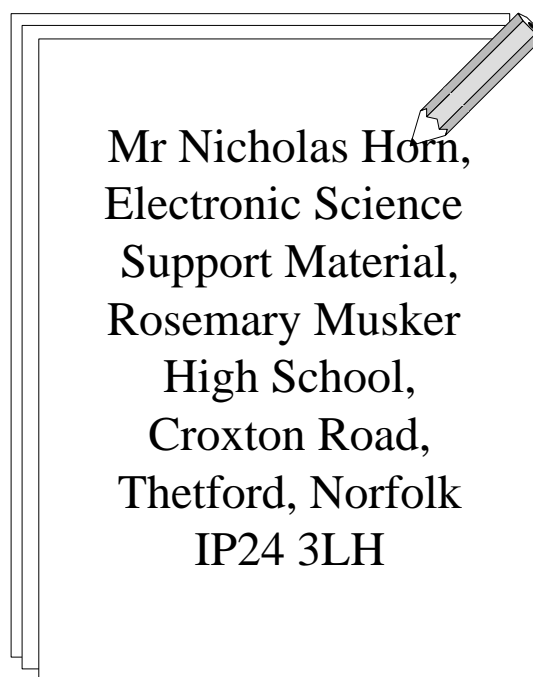 Mr Nicholas Horn,
Electronic Science
Support Material,
Rosemary Musker
High School,
Croxton Road,
Thetford, Norfolk
IP24 3LH